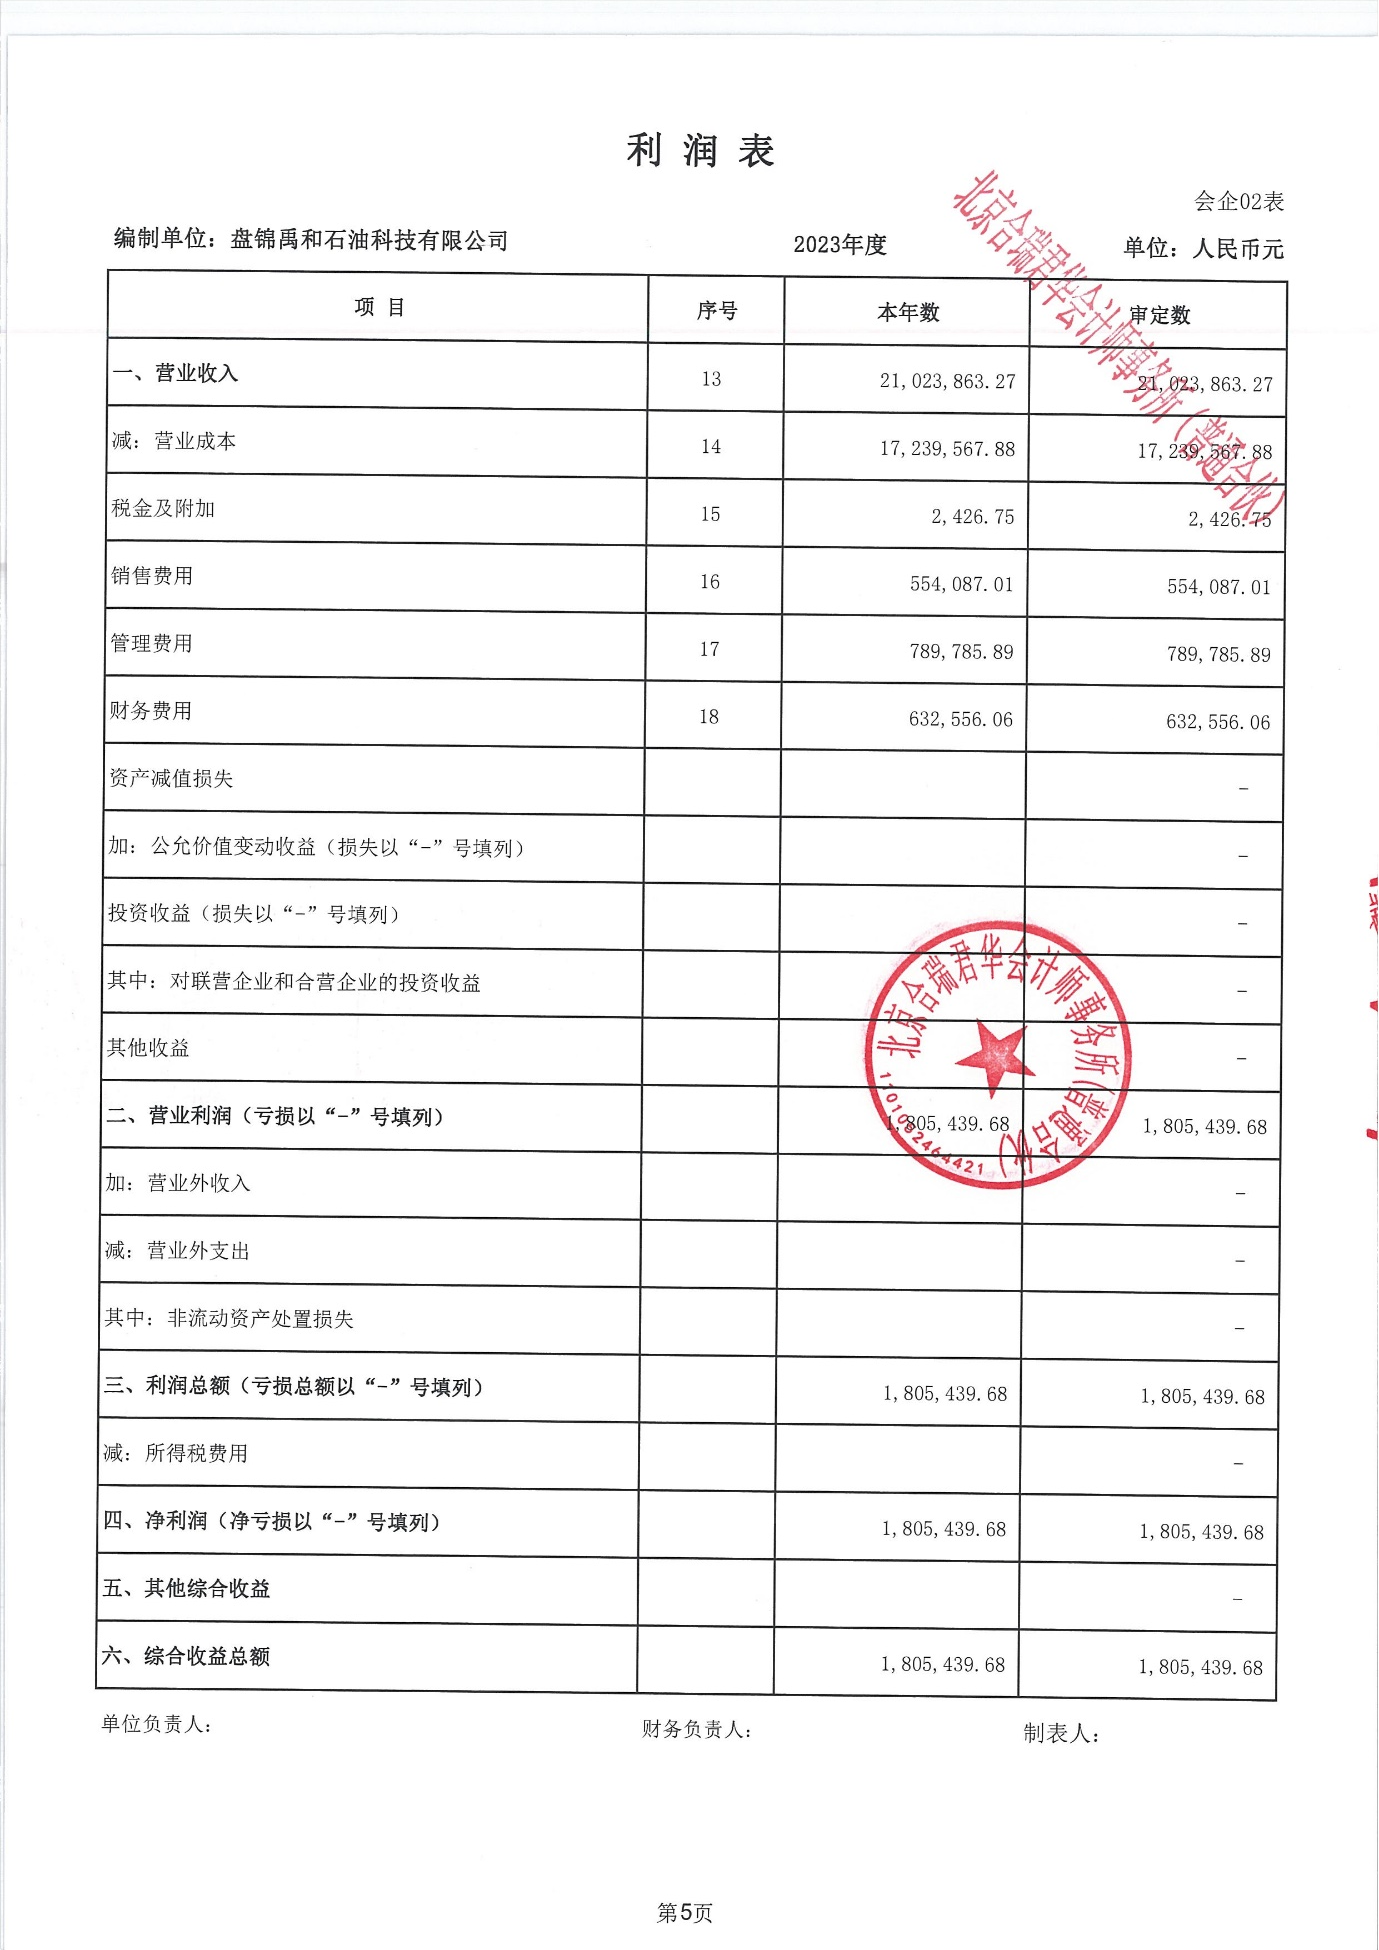 利 润 表
会企02表
编制单位：盘锦禹和石油科技有限公司 2023年度 单位：人民币元
项 目 序号 本年数 审定数
一、营业收入 13 21,023,863.27 21,023,863.27
减：营业成本 14 17,239,567.88 17,239,567.88
税金及附加 15 2,426.75 2,426.75
销售费用 16 554,087.01 554,087.01
管理费用 17 789,785.89 789,785.89
财务费用 18 632,556.06 632,556.06
资产减值损失 -
加：公允价值变动收益（损失以“-”号填列） -
投资收益（损失以“-”号填列） -
其中：对联营企业和合营企业的投资收益 -
其他收益 -
二、营业利润（亏损以“-”号填列） 1,805,439.68 1,805,439.68
加：营业外收入 -
减：营业外支出 -
其中：非流动资产处置损失 -
三、利润总额（亏损总额以“-”号填列） 1,805,439.68 1,805,439.68
减：所得税费用 -
四、净利润（净亏损以“-”号填列） 1,805,439.68 1,805,439.68
五、其他综合收益 -
六、综合收益总额 1,805,439.68 1,805,439.68
单位负责人： 财务负责人： 制表人：
第5页
北京合瑞君华会计师事务所（普通合伙）
北京合瑞君华会计师事务所（普通合伙）
1101082464421